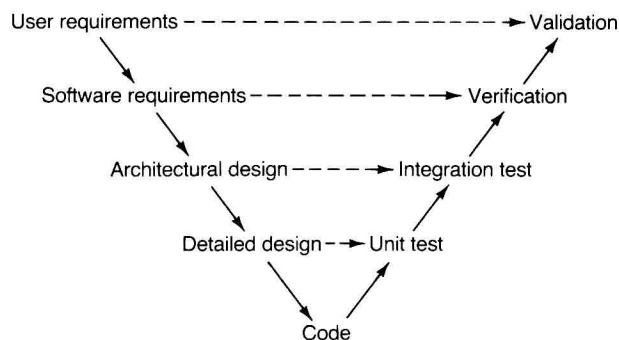 User requirements
Validation
Software requirements
Verification
Architectural design
Integration test
Detailed design
Unit test
Code